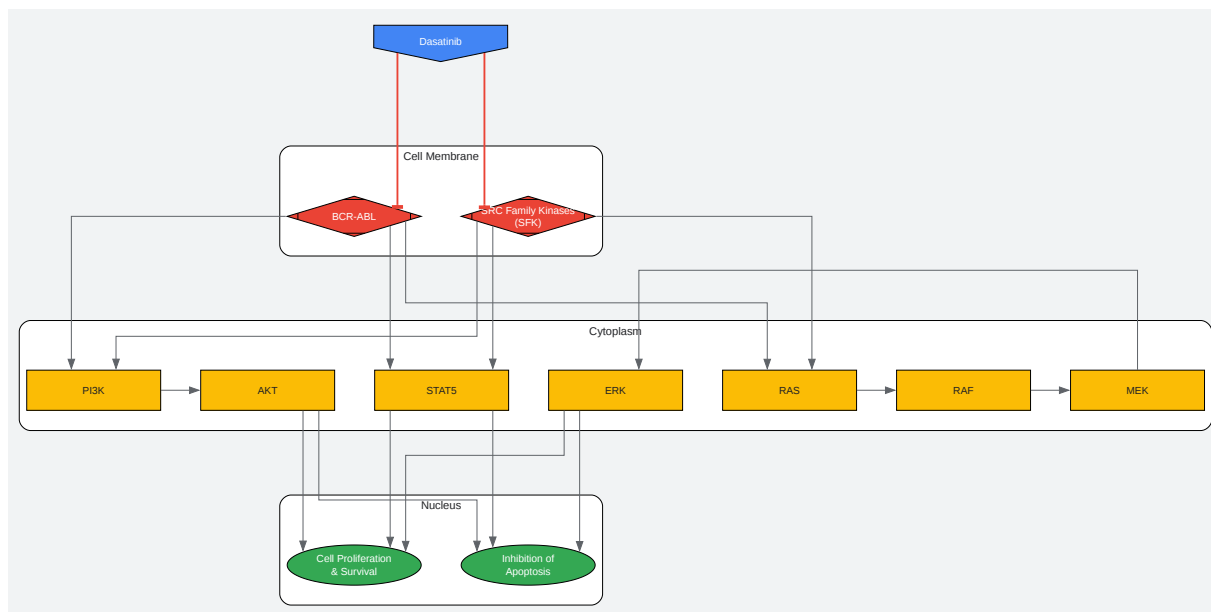 Dasatinib
Cell Membrane
BCR-ABL
SRC Family Kinases
(SFK)
Cytoplasm
PI3K
AKT
STAT5
ERK
RAS
RAF
MEK
Nucleus
Cell Proliferation
& Survival
Inhibition of
Apoptosis